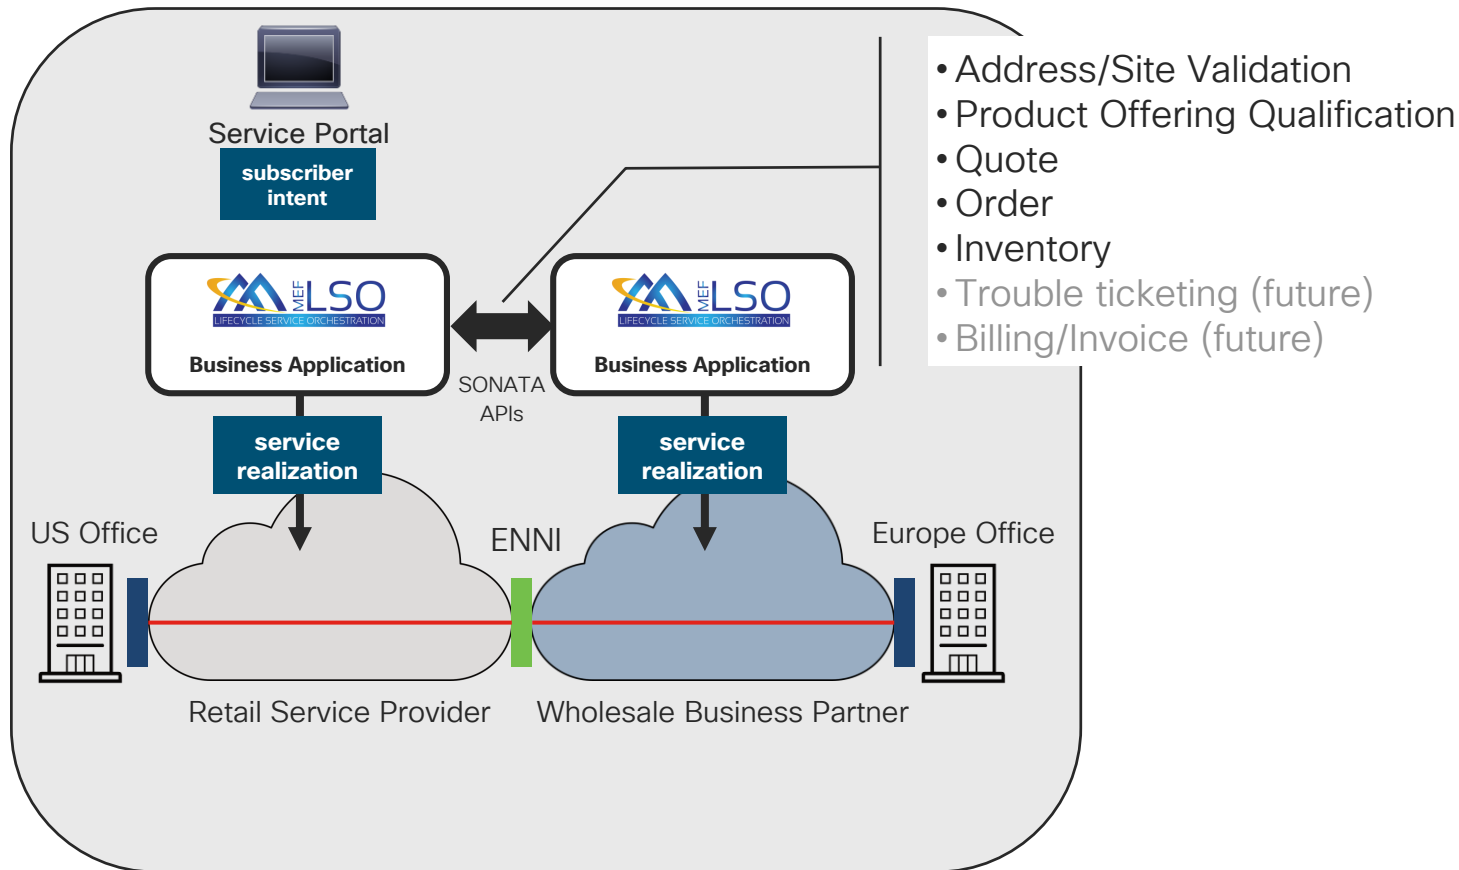 Service Portal
subscriber
intent
• Address/Site Validation
• Product Offering Qualification
• Quote
• Order
• Inventory
• Trouble ticketing (future)
• Billing/Invoice (future)
MEF LSO
LIFECYCLE SERVICE ORCHESTRATION
Business Application
MEF LSO
LIFECYCLE SERVICE ORCHESTRATION
Business Application
SONATA
APIs
service
realization
service
realization
US Office
ENNI
Europe Office
Retail Service Provider
Wholesale Business Partner